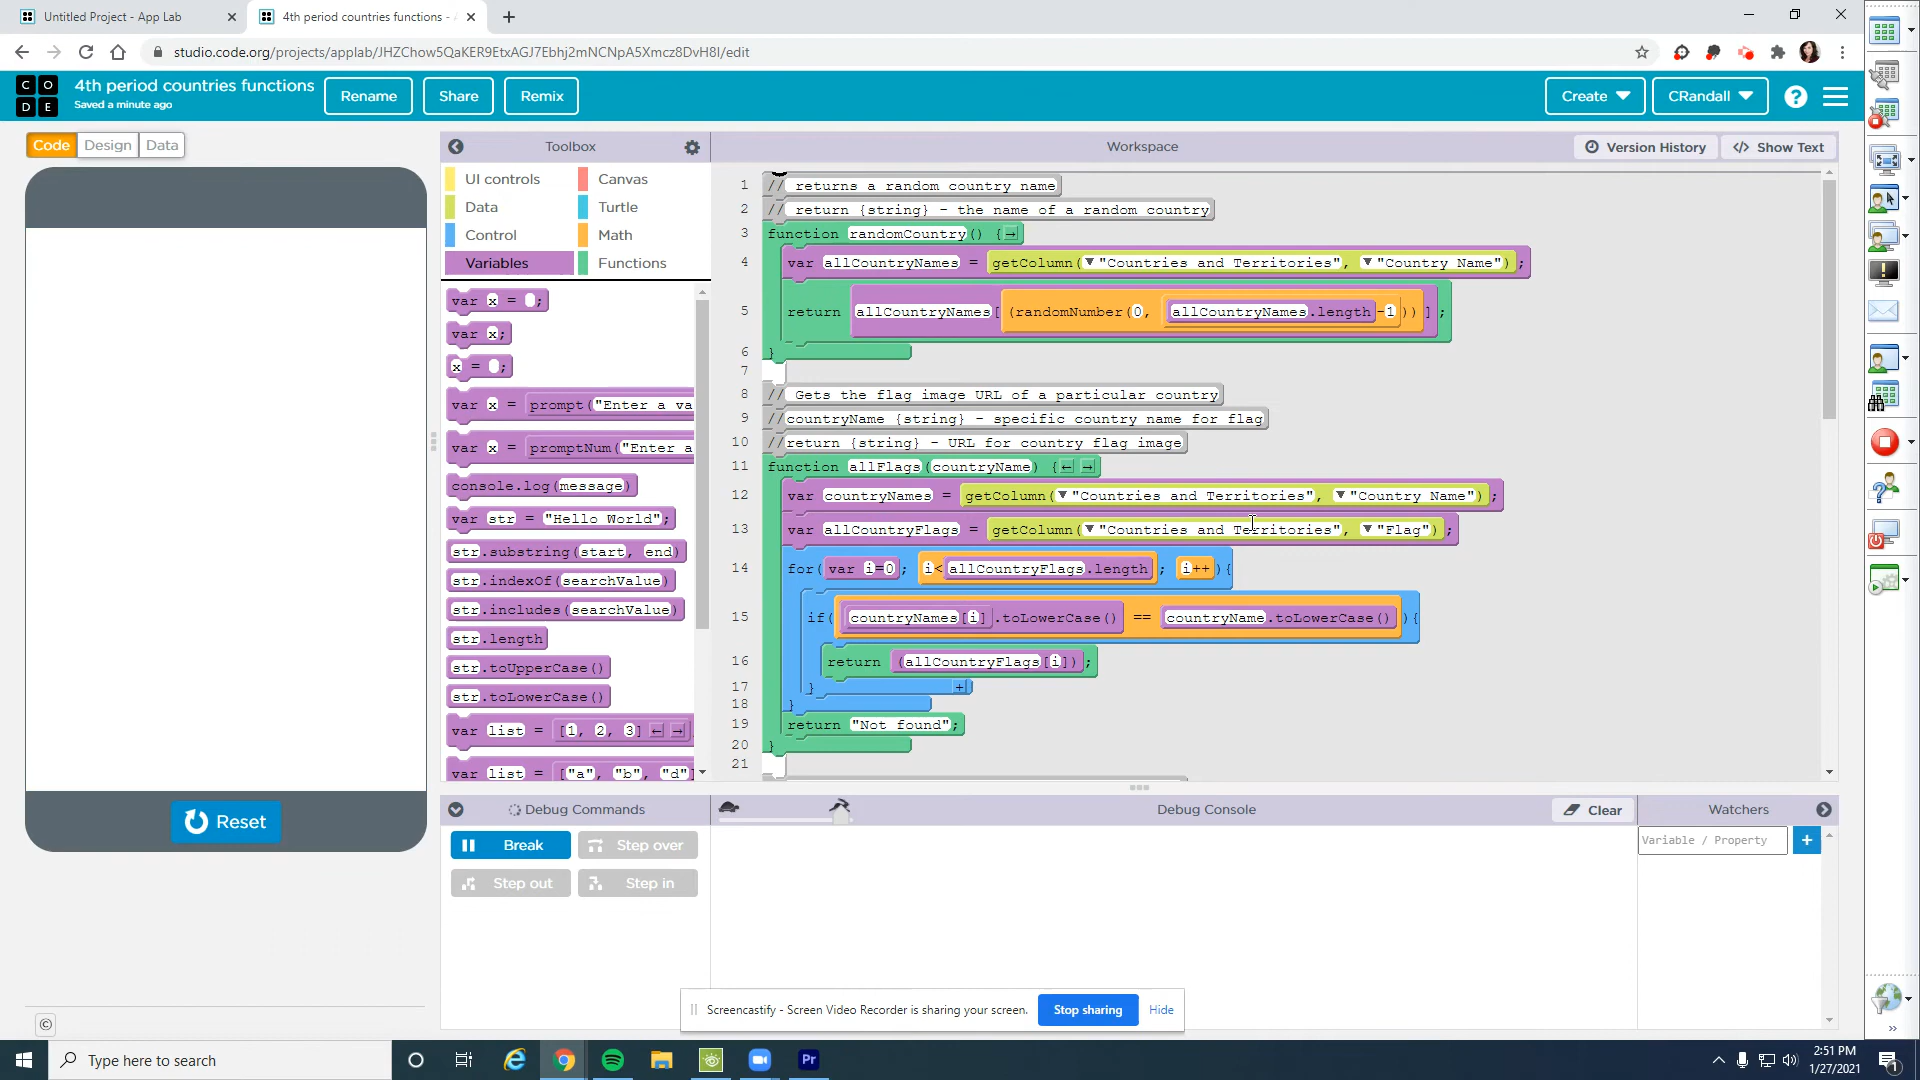 Untitled Project - App Lab
4th period countries functions -
studio.code.org/projects/applab/JHZChow5QaKER9EtxAGJ7Ebhj2mNCNpA5Xmcz8DvH8I/edit
CODE
4th period countries functions
Saved a minute ago
Rename
Share
Remix
Create
CRandall
?
Code
Design
Data
Toolbox
Workspace
Version History
</> Show Text
UI controls
Canvas
Data
Turtle
Control
Math
Variables
Functions
var x = ;
var x;
x = ;
var x = prompt("Enter a va
var x = promptNum("Enter a
console.log(message)
var str = "Hello World";
str.substring(start, end)
str.indexOf(searchValue)
str.includes(searchValue)
str.length
str.toUpperCase()
str.toLowerCase()
var list = [1, 2, 3]
var list = ["a", "b", "d"]
1 // returns a random country name
2 // return {string} - the name of a random country
3 function randomCountry() {
4 var allCountryNames = getColumn("Countries and Territories", "Country Name");
5 return allCountryNames[(randomNumber(0, allCountryNames.length-1))];
6 }
7
8 // Gets the flag image URL of a particular country
9 //countryName {string} - specific country name for flag
10 //return {string} - URL for country flag image
11 function allFlags(countryName) {
12 var countryNames = getColumn("Countries and Territories", "Country Name");
13 var allCountryFlags = getColumn("Countries and Territories", "Flag");
14 for(var i=0; i<allCountryFlags.length; i++){
15 if(countryNames[i].toLowerCase() == countryName.toLowerCase()){
16 return (allCountryFlags[i]);
17 } +
18 }
19 return "Not found";
20 }
21
Reset
Debug Commands
Debug Console
Clear
Watchers
Break
Step over
Step out
Step in
Variable / Property
+
©
Screencastify - Screen Video Recorder is sharing your screen.
Stop sharing
Hide
Type here to search
Pr
2:51 PM
1/27/2021
1